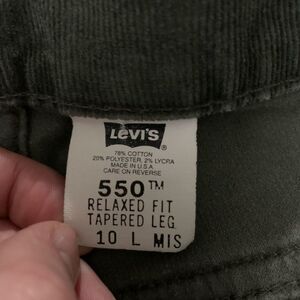 LEVI'S®
78% COTTON
20% POLYESTER, 2% LYCRA
MADE IN U.S.A.
CARE ON REVERSE
550™
RELAXED FIT
TAPERED LEG
10 L MIS